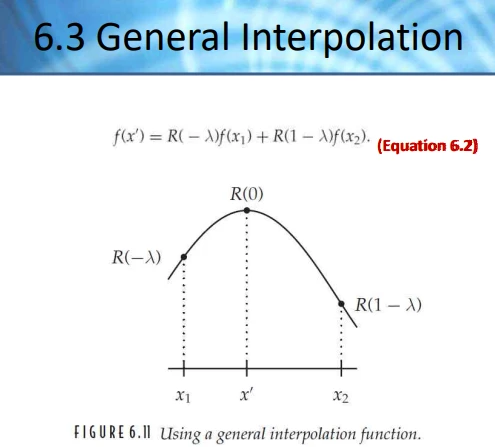 6.3 General Interpolation
f(x′) = R( − λ)f(x₁) + R(1 − λ)f(x₂). (Equation 6.2)
R(0)
R(−λ)
R(1 − λ)
x₁ x′ x₂
FIGURE 6.11 Using a general interpolation function.